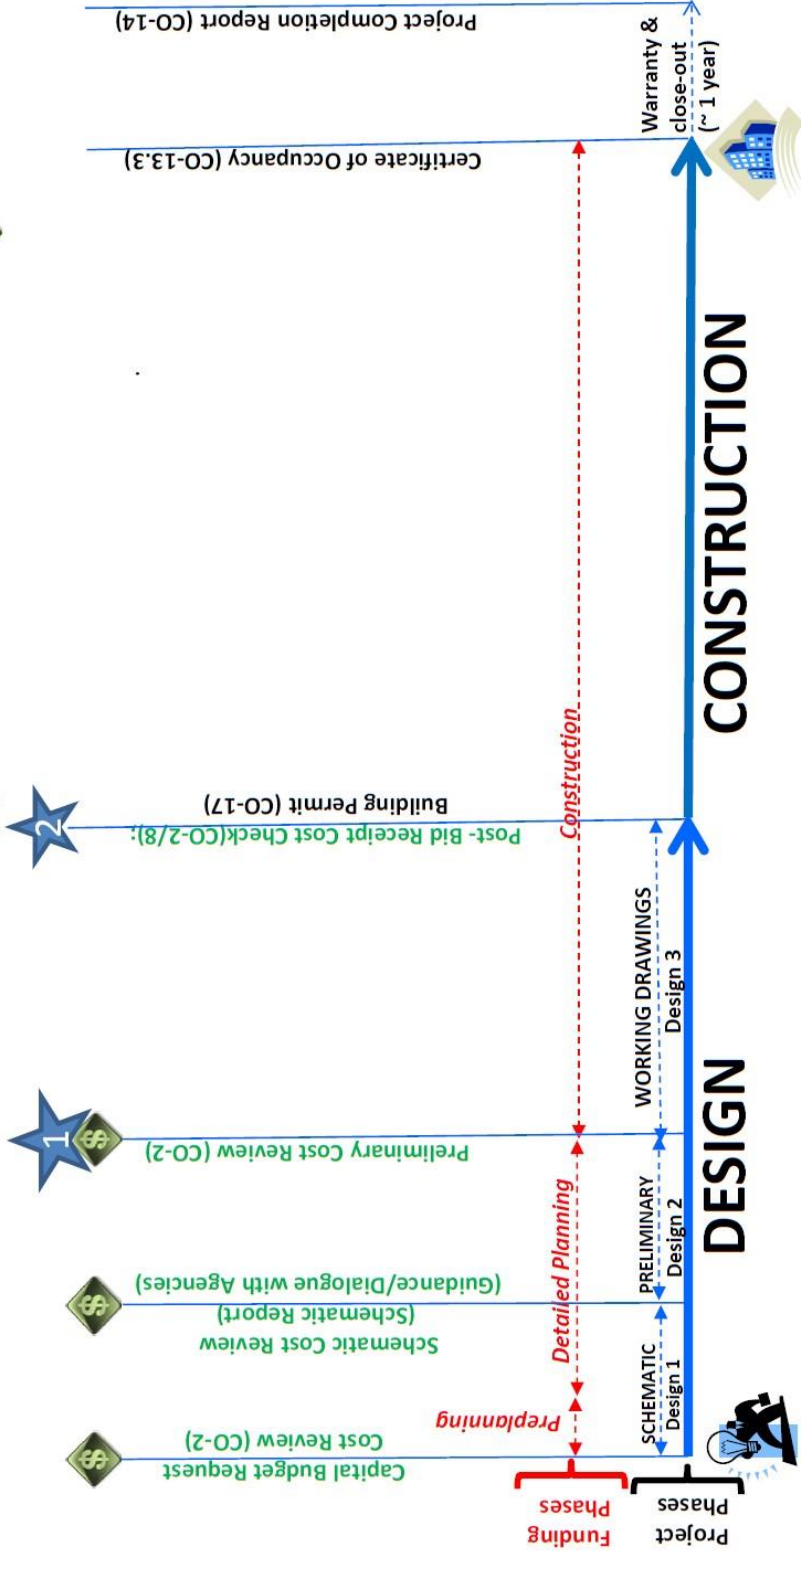 1
2
$
$
$
Capital Budget Request
Cost Review (CO-2)
Schematic Cost Review
(Schematic Report)
(Guidance/Dialogue with Agencies)
Preliminary Cost Review (CO-2)
Post- Bid Receipt Cost Check(CO-2/8);
Building Permit (CO-17)
Certificate of Occupancy (CO-13.3)
Project Completion Report (CO-14)
Funding
Phases
Preplanning
Detailed Planning
Construction
Project
Phases
SCHEMATIC
Design 1
PRELIMINARY
Design 2
WORKING DRAWINGS
Design 3
Warranty &
close-out
(~ 1 year)
DESIGN
CONSTRUCTION